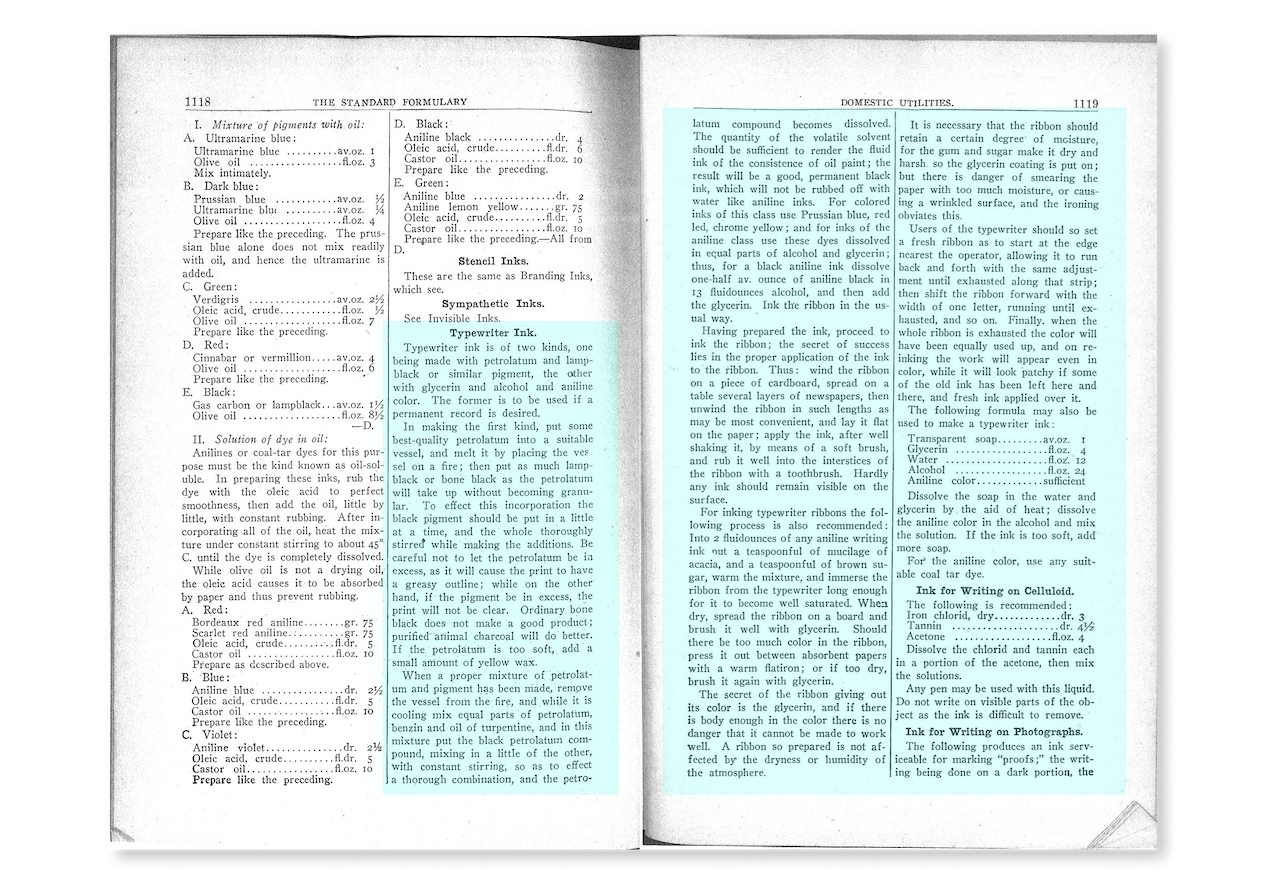 1118
THE STANDARD FORMULARY
I. Mixture of pigments with oil:
A. Ultramarine blue:
Ultramarine blue ..........av.oz. 1
Olive oil ..................fl.oz. 3
Mix intimately.
B. Dark blue:
Prussian blue ............av.oz. ½
Ultramarine blue .........av.oz. ¼
Olive oil ..................fl.oz. 4
Prepare like the preceding. The prus-
sian blue alone does not mix readily
with oil, and hence the ultramarine is
added.
C. Green:
Verdigris .................av.oz. 2½
Oleic acid, crude............fl.oz. ½
Olive oil ...................fl.oz. 7
Prepare like the preceding.
D. Red:
Cinnabar or vermillion.....av.oz. 4
Olive oil ..................fl.oz. 6
Prepare like the preceding.
E. Black:
Gas carbon or lampblack...av.oz. 1½
Olive oil ...................fl.oz. 8½
—D.
II. Solution of dye in oil:
Anilines or coal-tar dyes for this pur-
pose must be the kind known as oil-sol-
uble. In preparing these inks, rub the
dye with the oleic acid to perfect
smoothness, then add the oil, little by
little, with constant rubbing. After in-
corporating all of the oil, heat the mix-
ture under constant stirring to about 45°
C. until the dye is completely dissolved.
While olive oil is not a drying oil,
the oleic acid causes it to be absorbed
by paper and thus prevent rubbing.
A. Red:
Bordeaux red aniline........gr. 75
Scarlet red aniline..........gr. 75
Oleic acid, crude..........fl.dr. 5
Castor oil .................fl.oz. 10
Prepare as described above.
B. Blue:
Aniline blue ................dr. 2½
Oleic acid, crude..........fl.dr. 5
Castor oil .................fl.oz. 10
Prepare like the preceding.
C. Violet:
Aniline violet...............dr. 2½
Oleic acid, crude..........fl.dr. 5
Castor oil..................fl.oz. 10
Prepare like the preceding.
D. Black:
Aniline black ...............dr. 4
Oleic acid, crude..........fl.dr. 6
Castor oil................fl.oz. 10
Prepare like the preceding.
E. Green:
Aniline blue ................dr. 2
Aniline lemon yellow.......gr. 75
Oleic acid, crude..........fl.dr. 5
Castor oil................fl.oz. 10
Prepare like the preceding.—All from
D.
Stencil Inks.
These are the same as Branding Inks,
which see.
Sympathetic Inks.
See Invisible Inks.
Typewriter Ink.
Typewriter ink is of two kinds, one
being made with petrolatum and lamp-
black or similar pigment, the other
with glycerin and alcohol and aniline
color. The former is to be used if a
permanent record is desired.
In making the first kind, put some
best-quality petrolatum into a suitable
vessel, and melt it by placing the ves
sel on a fire; then put as much lamp-
black or bone black as the petrolatum
will take up without becoming granu-
lar. To effect this incorporation the
black pigment should be put in a little
at a time, and the whole thoroughly
stirred while making the additions. Be
careful not to let the petrolatum be in
excess, as it will cause the print to have
a greasy outline; while on the other
hand, if the pigment be in excess, the
print will not be clear. Ordinary bone
black does not make a good product;
purified animal charcoal will do better.
If the petrolatum is too soft, add a
small amount of yellow wax.
When a proper mixture of petrolat-
um and pigment has been made, remove
the vessel from the fire, and while it is
cooling mix equal parts of petrolatum,
benzin and oil of turpentine, and in this
mixture put the black petrolatum com-
pound, mixing in a little of the other,
with constant stirring, so as to effect
a thorough combination, and the petro-
DOMESTIC UTILITIES.
1119
latum compound becomes dissolved.
The quantity of the volatile solvent
should be sufficient to render the fluid
ink of the consistence of oil paint; the
result will be a good, permanent black
ink, which will not be rubbed off with
water like aniline inks. For colored
inks of this class use Prussian blue, red
led, chrome yellow; and for inks of the
aniline class use these dyes dissolved
in equal parts of alcohol and glycerin;
thus, for a black aniline ink dissolve
one-half av. ounce of aniline black in
13 fluidounces alcohol, and then add
the glycerin. Ink the ribbon in the us-
ual way.
Having prepared the ink, proceed to
ink the ribbon; the secret of success
lies in the proper application of the ink
to the ribbon. Thus: wind the ribbon
on a piece of cardboard, spread on a
table several layers of newspapers, then
unwind the ribbon in such lengths as
may be most convenient, and lay it flat
on the paper; apply the ink, after well
shaking it, by means of a soft brush,
and rub it well into the interstices of
the ribbon with a toothbrush. Hardly
any ink should remain visible on the
surface.
For inking typewriter ribbons the fol-
lowing process is also recommended:
Into 2 fluidounces of any aniline writing
ink put a teaspoonful of mucilage of
acacia, and a teaspoonful of brown su-
gar, warm the mixture, and immerse the
ribbon from the typewriter long enough
for it to become well saturated. When
dry, spread the ribbon on a board and
brush it well with glycerin. Should
there be too much color in the ribbon,
press it out between absorbent papers
with a warm flatiron; or if too dry,
brush it again with glycerin.
The secret of the ribbon giving out
its color is the glycerin, and if there
is body enough in the color there is no
danger that it cannot be made to work
well. A ribbon so prepared is not af-
fected by the dryness or humidity of
the atmosphere.
It is necessary that the ribbon should
retain a certain degree of moisture,
for the gum and sugar make it dry and
harsh. so the glycerin coating is put on;
but there is danger of smearing the
paper with too much moisture, or caus-
ing a wrinkled surface, and the ironing
obviates this.
Users of the typewriter should so set
a fresh ribbon as to start at the edge
nearest the operator, allowing it to run
back and forth with the same adjust-
ment until exhausted along that strip;
then shift the ribbon forward with the
width of one letter, running until ex-
hausted, and so on. Finally. when the
whole ribbon is exhausted the color will
have been equally used up, and on re-
inking the work will appear even in
color, while it will look patchy if some
of the old ink has been left here and
there, and fresh ink applied over it.
The following formula may also be
used to make a typewriter ink:
Transparent soap.........av.oz. 1
Glycerin ...................fl.oz. 4
Water .....................fl.oz. 12
Alcohol ...................fl.oz. 24
Aniline color.............sufficient
Dissolve the soap in the water and
glycerin by the aid of heat; dissolve
the aniline color in the alcohol and mix
the solution. If the ink is too soft, add
more soap.
For the aniline color, use any suit-
able coal tar dye.
Ink for Writing on Celluloid.
The following is recommended:
Iron chlorid, dry.............dr. 3
Tannin ......................dr. 4½
Acetone ...................fl.oz. 4
Dissolve the chlorid and tannin each
in a portion of the acetone, then mix
the solutions.
Any pen may be used with this liquid.
Do not write on visible parts of the ob-
ject as the ink is difficult to remove.
Ink for Writing on Photographs.
The following produces an ink serv-
iceable for marking "proofs;" the writ-
ing being done on a dark portion, the